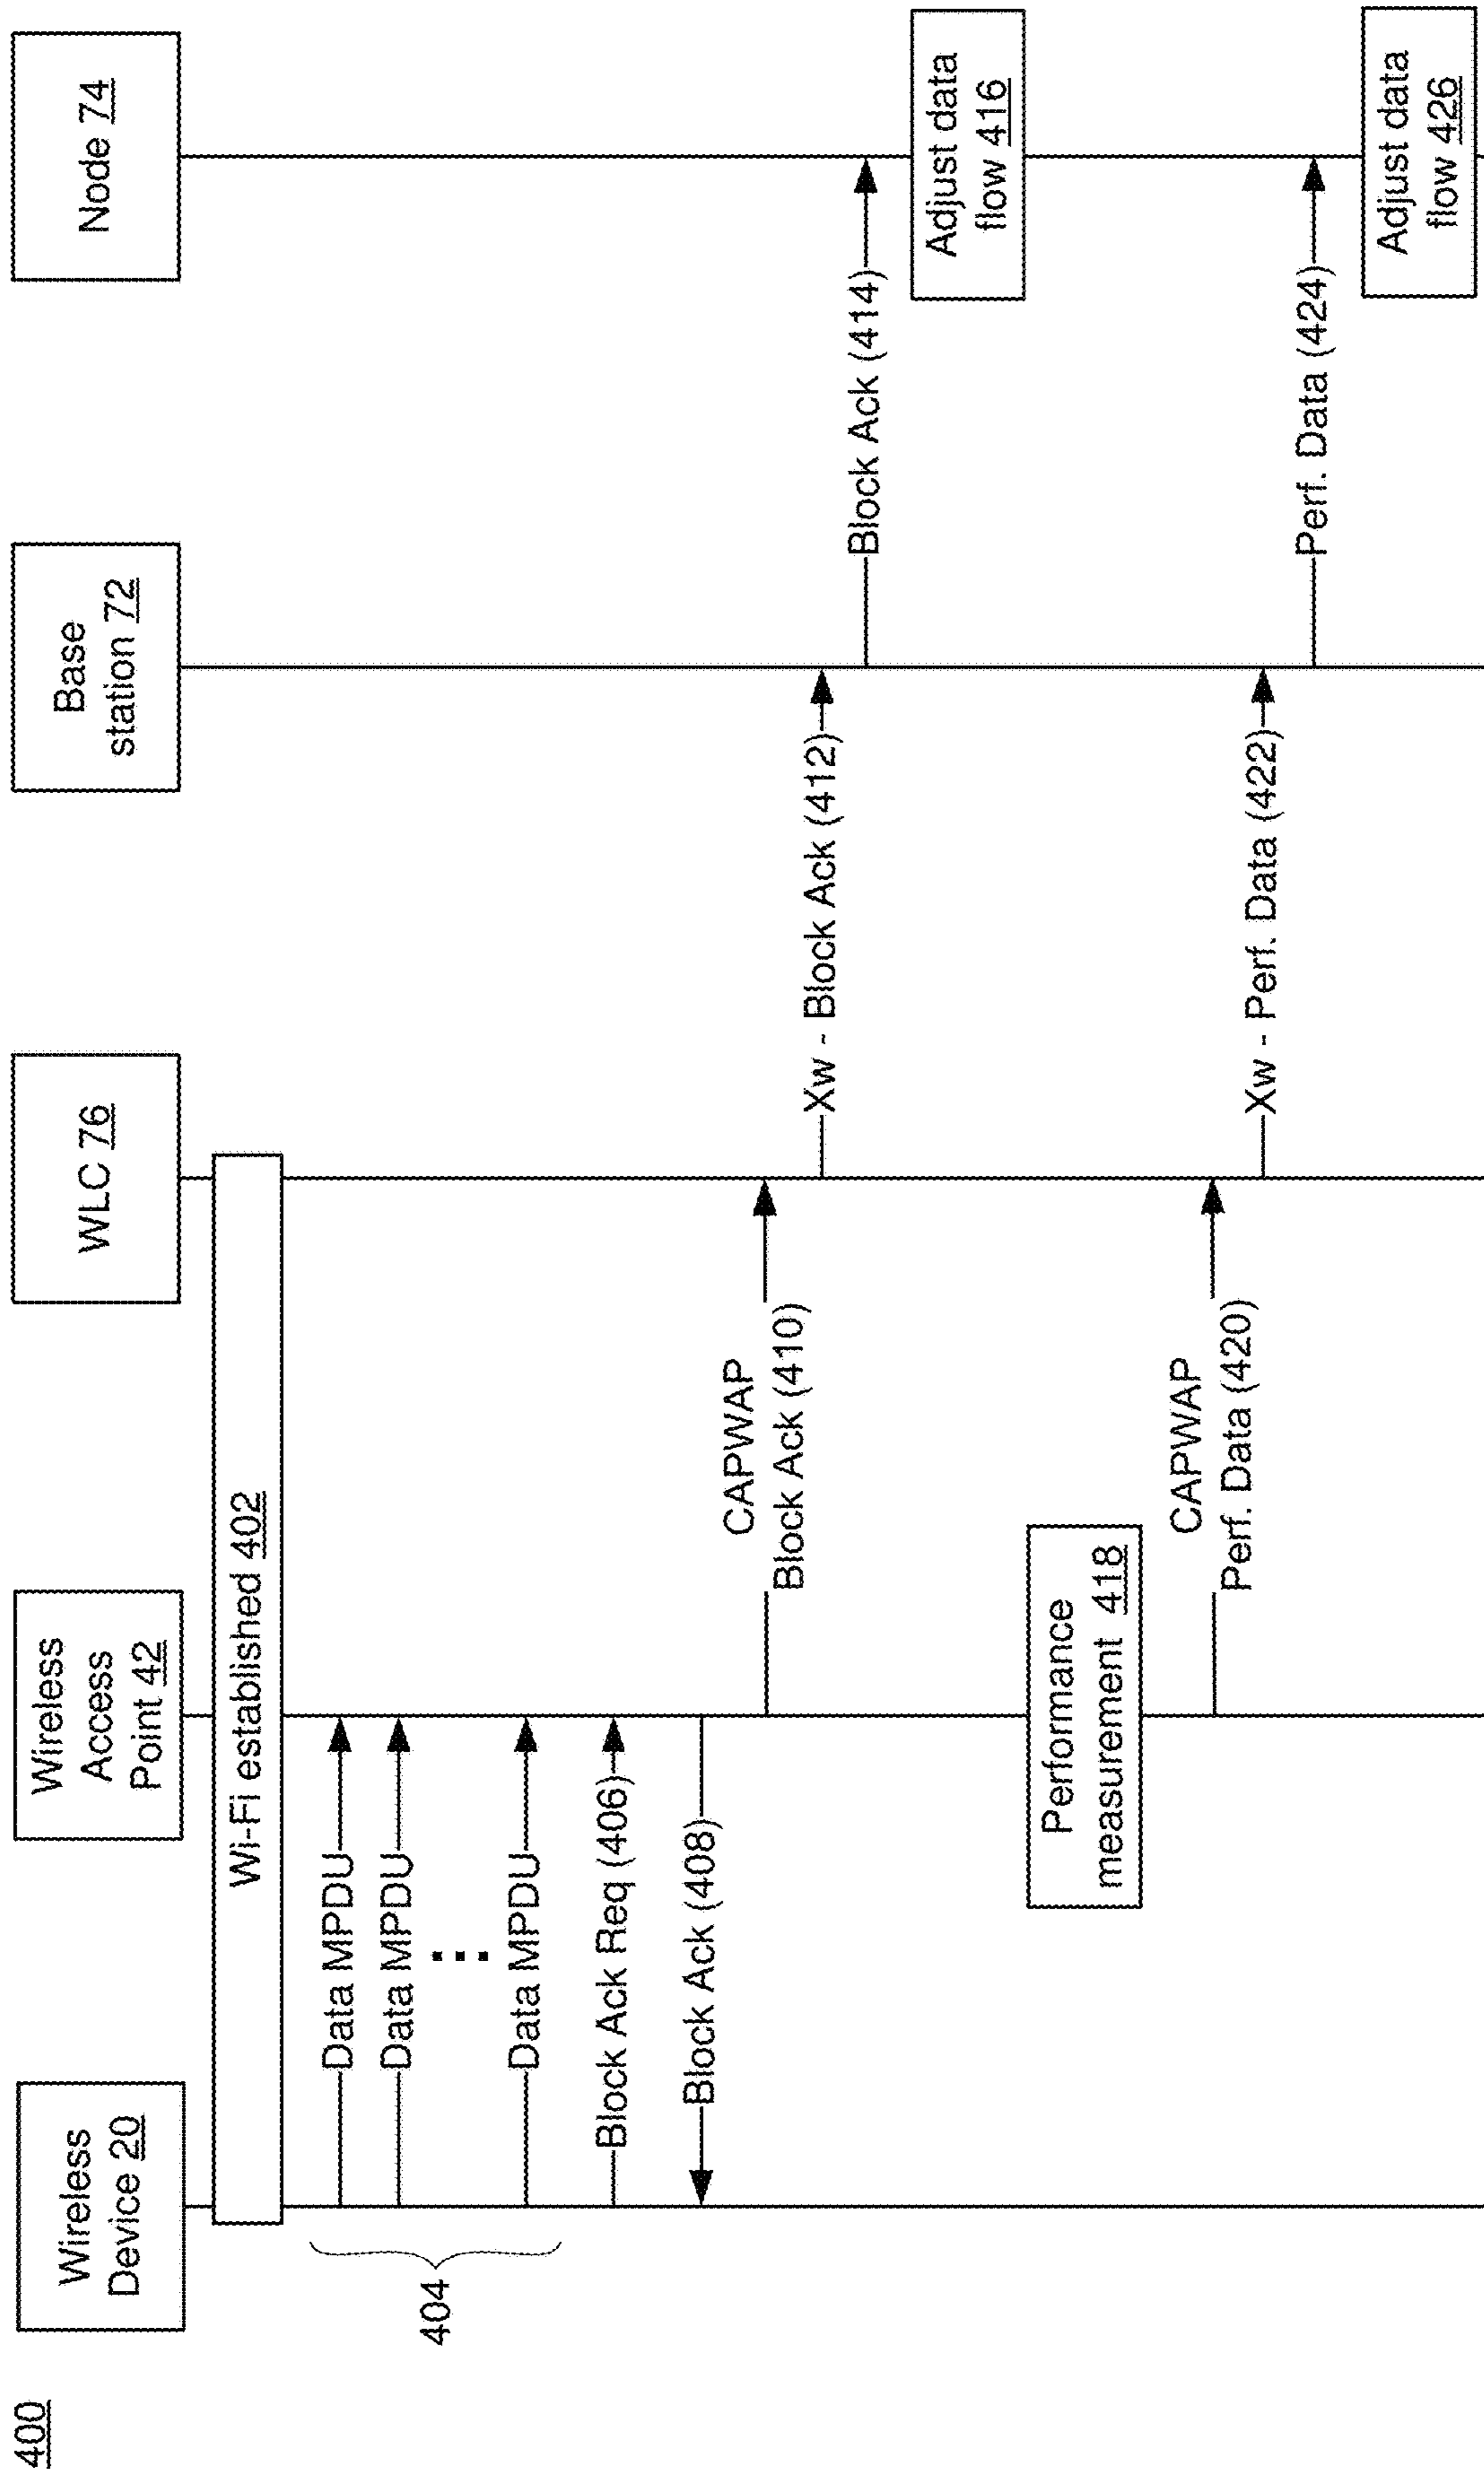 400
Wireless
Device 20
Wireless
Access
Point 42
WLC 76
Base
station 72
Node 74
Wi-Fi established 402
404
Data MPDU
Data MPDU
Data MPDU
Block Ack Req (406)
Block Ack (408)
CAPWAP
Block Ack (410)
Xw - Block Ack (412)
Block Ack (414)
Adjust data
flow 416
Performance
measurement 418
CAPWAP
Perf. Data (420)
Xw - Perf. Data (422)
Perf. Data (424)
Adjust data
flow 426